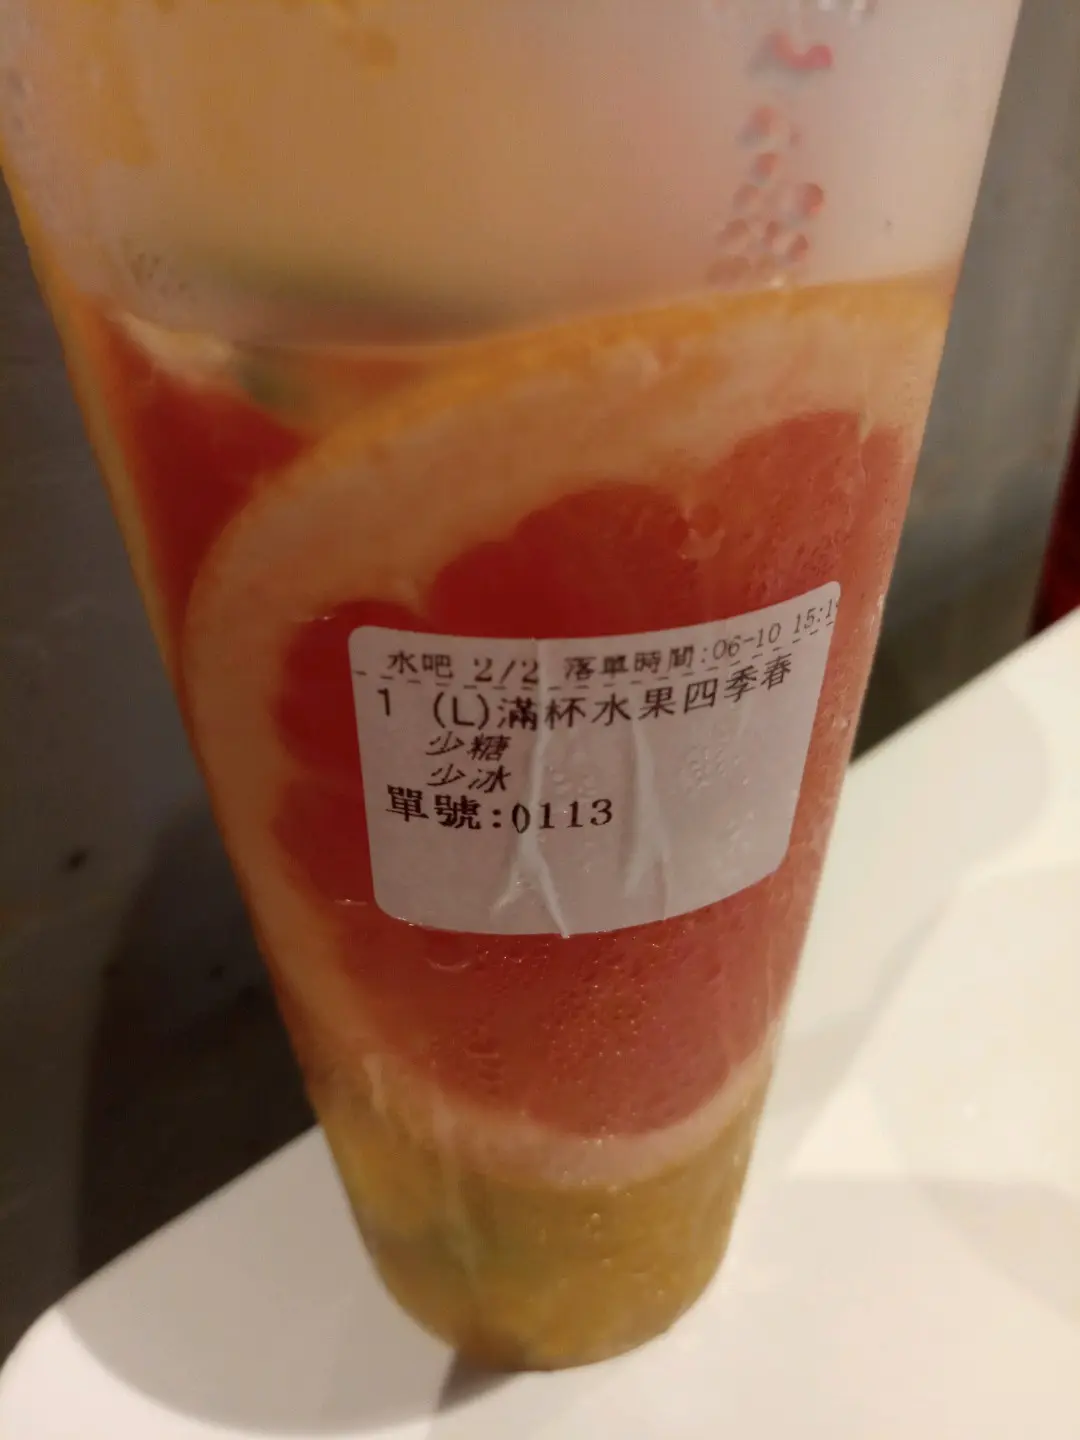 水吧 2/2 落單時間:06-10 15:1
1 (L)滿杯水果四季春
少糖
少冰
單號:0113